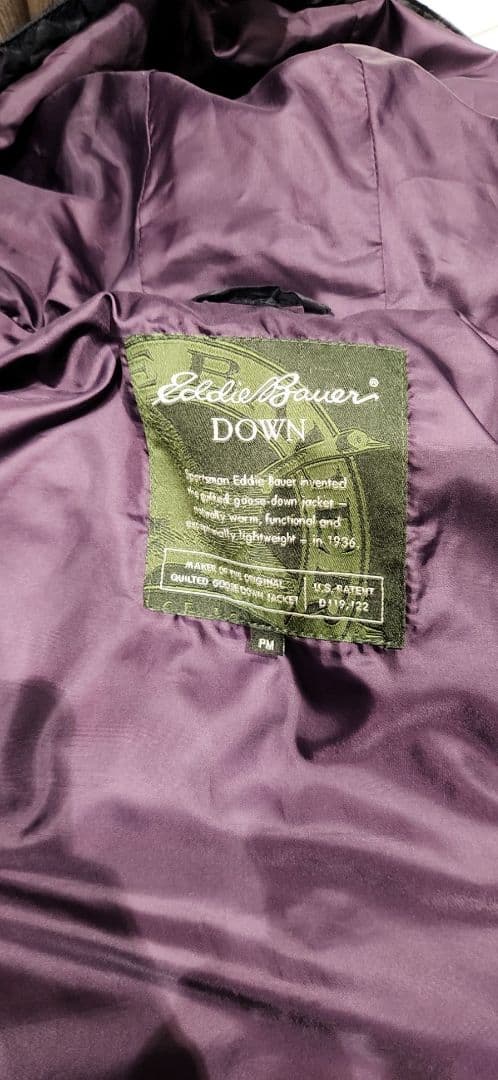 E B
Eddie Bauer®
DOWN
Sportsman Eddie Bauer invented
the quilted goose-down jacket –
naturally warm, functional and
exceptionally lightweight – in 1936
MAKER OF THE ORIGINAL
QUILTED GOOSE DOWN JACKET
U.S. PATENT
D119,122
PM